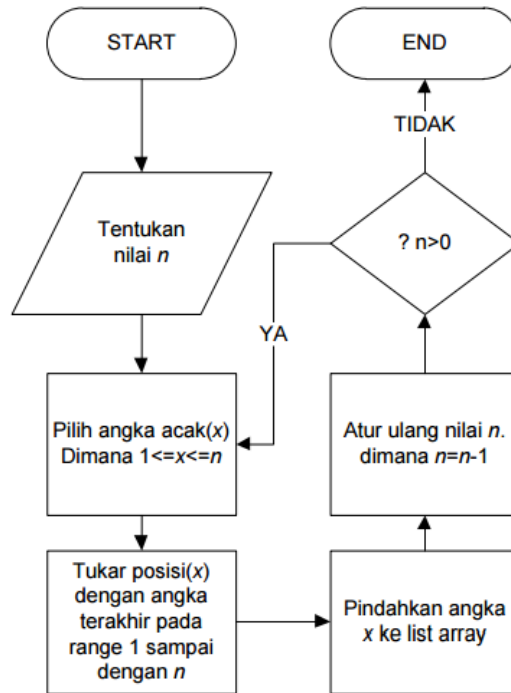 START
Tentukan
nilai n
Pilih angka acak(x)
Dimana 1<=x<=n
Tukar posisi(x)
dengan angka
terakhir pada
range 1 sampai
dengan n
Pindahkan angka
x ke list array
Atur ulang nilai n.
dimana n=n-1
? n>0
YA
TIDAK
END